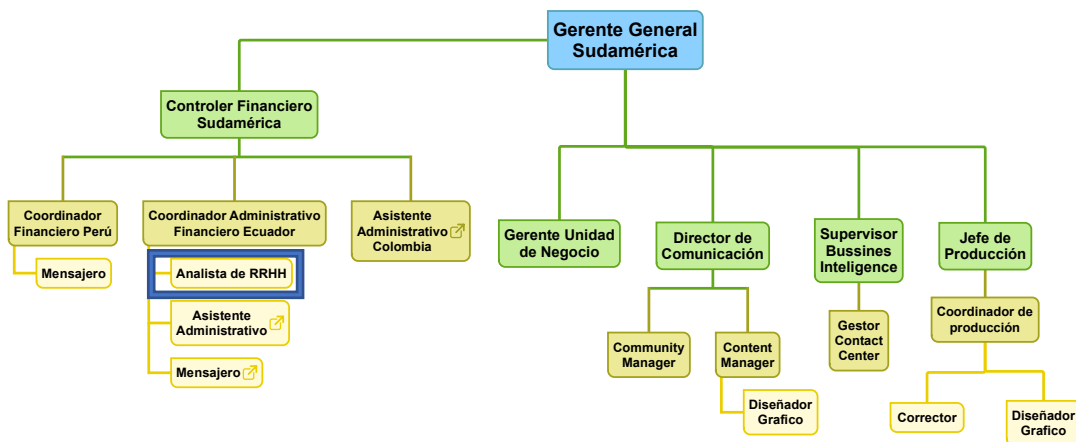 Gerente General
Sudamérica
Controler Financiero
Sudamérica
Coordinador
Financiero Perú
Mensajero
Coordinador Administrativo
Financiero Ecuador
Analista de RRHH
Asistente
Administrativo
Mensajero
Asistente
Administrativo
Colombia
Gerente Unidad
de Negocio
Director de
Comunicación
Community
Manager
Content
Manager
Diseñador
Grafico
Supervisor
Bussines
Inteligence
Gestor
Contact
Center
Jefe de
Producción
Coordinador de
producción
Corrector
Diseñador
Grafico